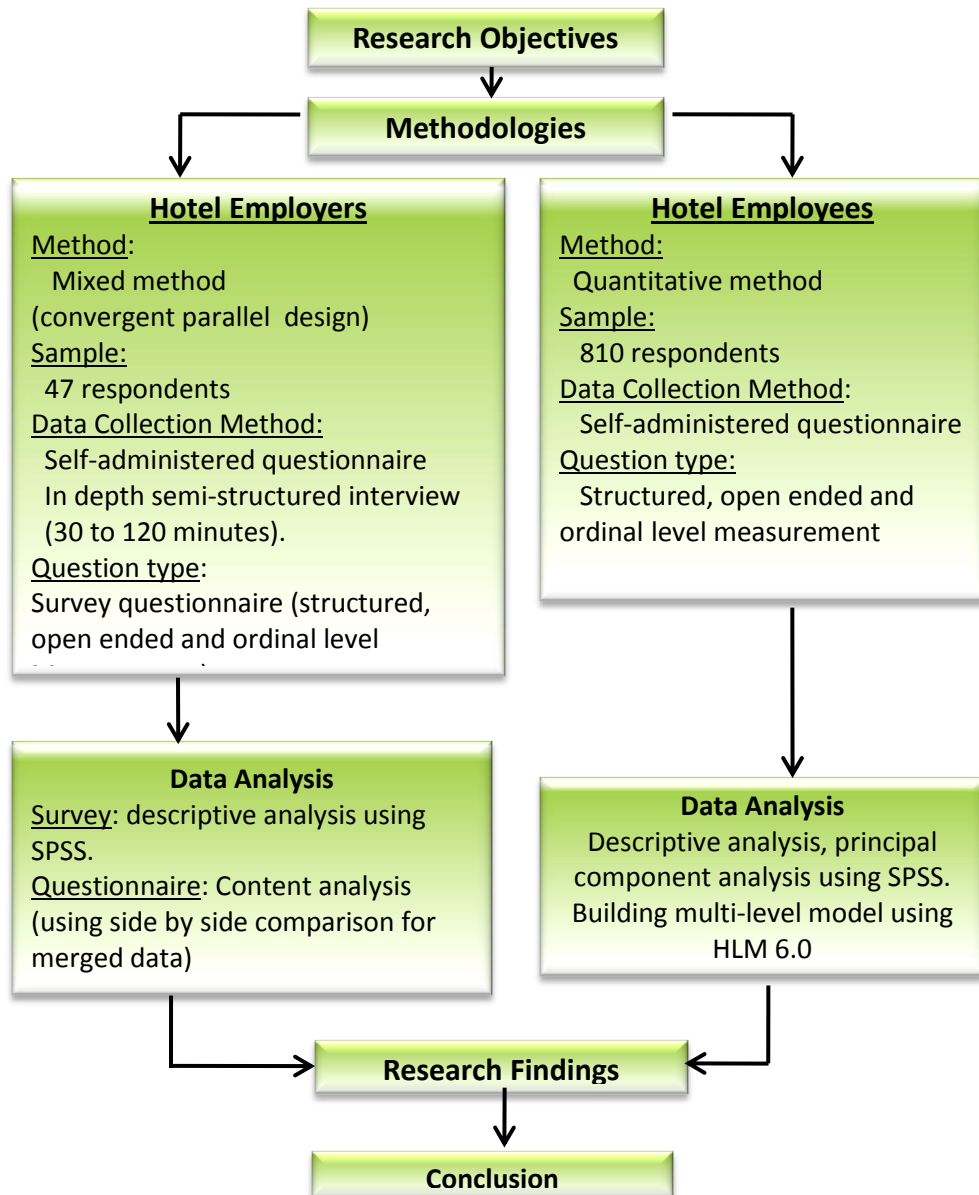 Research Objectives
Methodologies
Hotel Employers
Method:
Mixed method
(convergent parallel design)
Sample:
47 respondents
Data Collection Method:
Self-administered questionnaire
In depth semi-structured interview
(30 to 120 minutes).
Question type:
Survey questionnaire (structured,
open ended and ordinal level
Hotel Employees
Method:
Quantitative method
Sample:
810 respondents
Data Collection Method:
Self-administered questionnaire
Question type:
Structured, open ended and
ordinal level measurement
Data Analysis
Survey: descriptive analysis using
SPSS.
Questionnaire: Content analysis
(using side by side comparison for
merged data)
Data Analysis
Descriptive analysis, principal
component analysis using SPSS.
Building multi-level model using
HLM 6.0
Research Findings
Conclusion